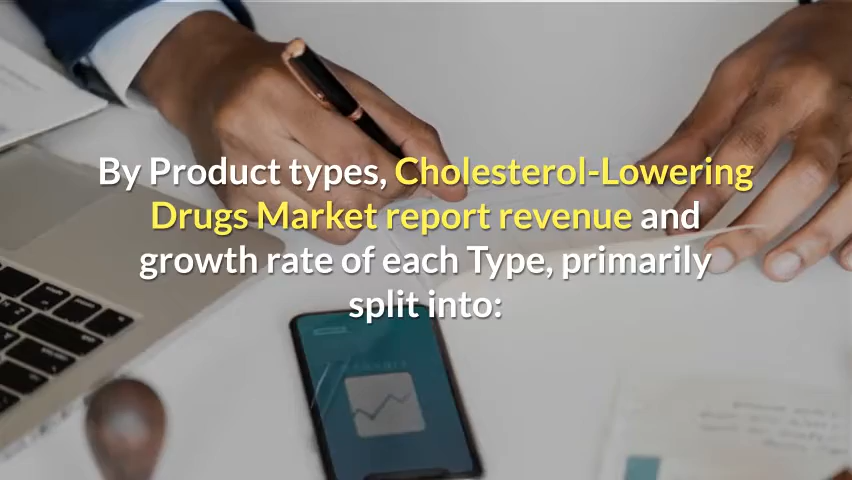 By Product types, Cholesterol-Lowering
Drugs Market report revenue and
growth rate of each Type, primarily
split into: